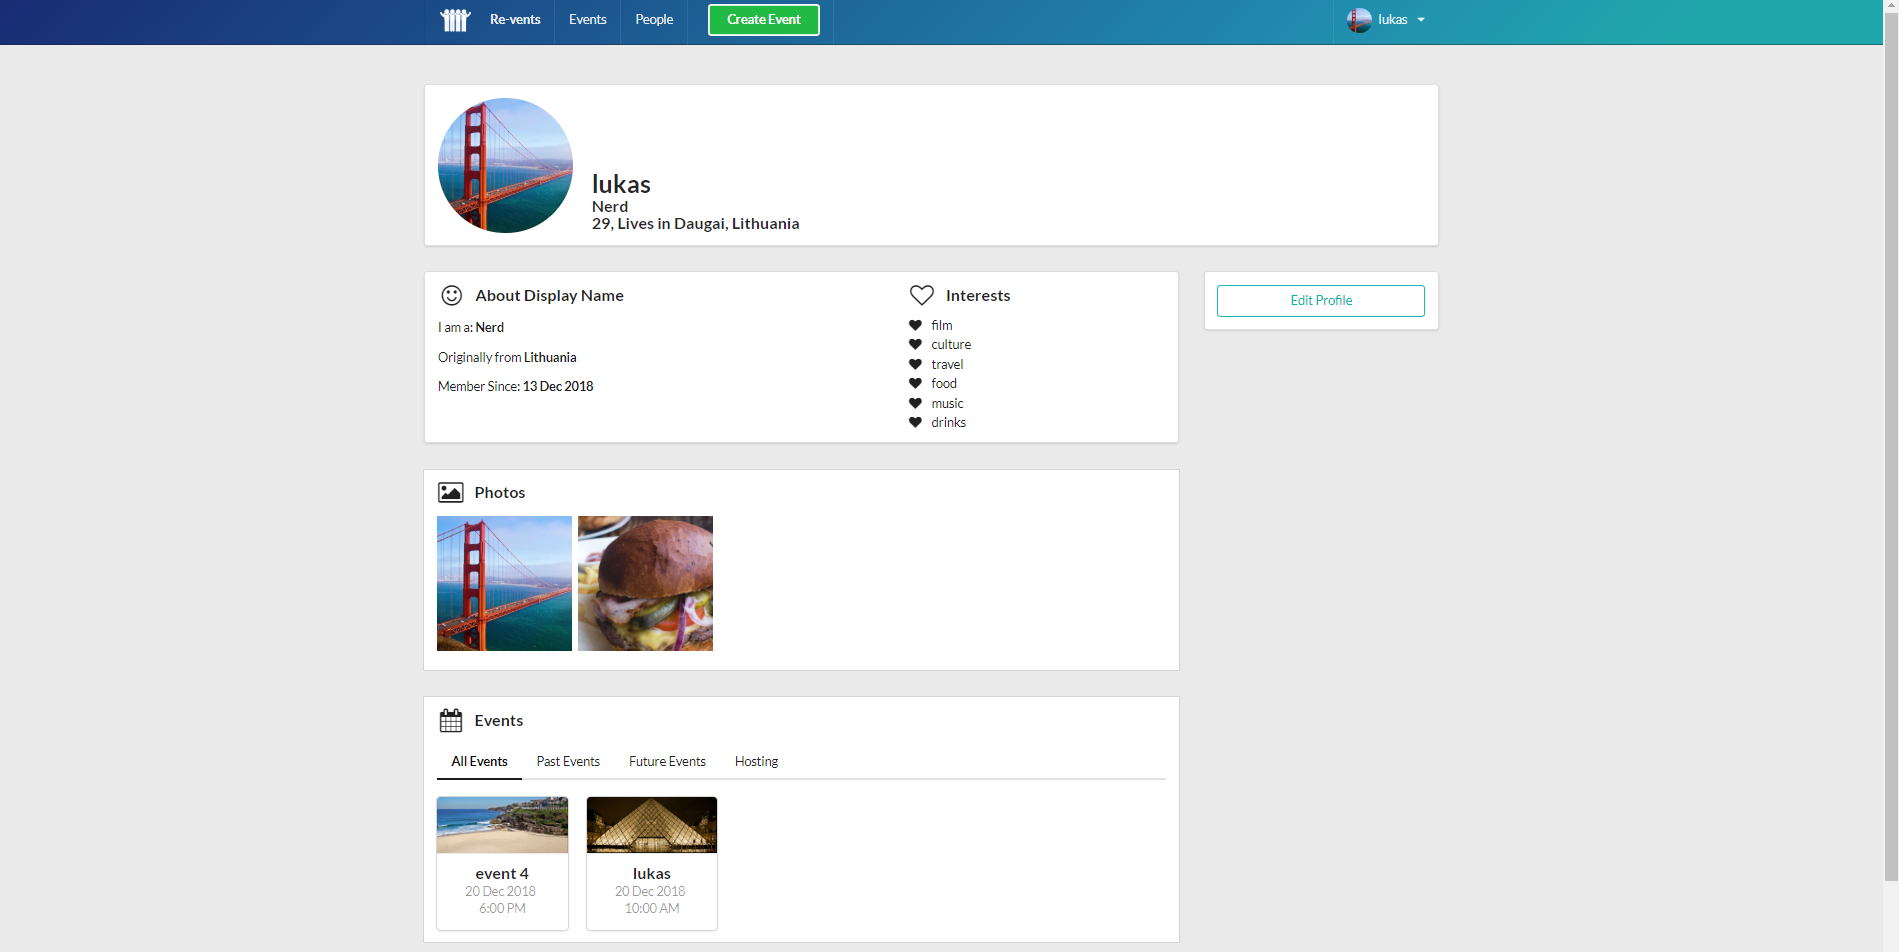 Re-vents Events People Create Event lukas
lukas
Nerd
29, Lives in Daugai, Lithuania
About Display Name
I am a: Nerd
Originally from Lithuania
Member Since: 13 Dec 2018
Interests
film
culture
travel
food
music
drinks
Edit Profile
Photos
Events
All Events Past Events Future Events Hosting
event 4
20 Dec 2018
6:00 PM
lukas
20 Dec 2018
10:00 AM